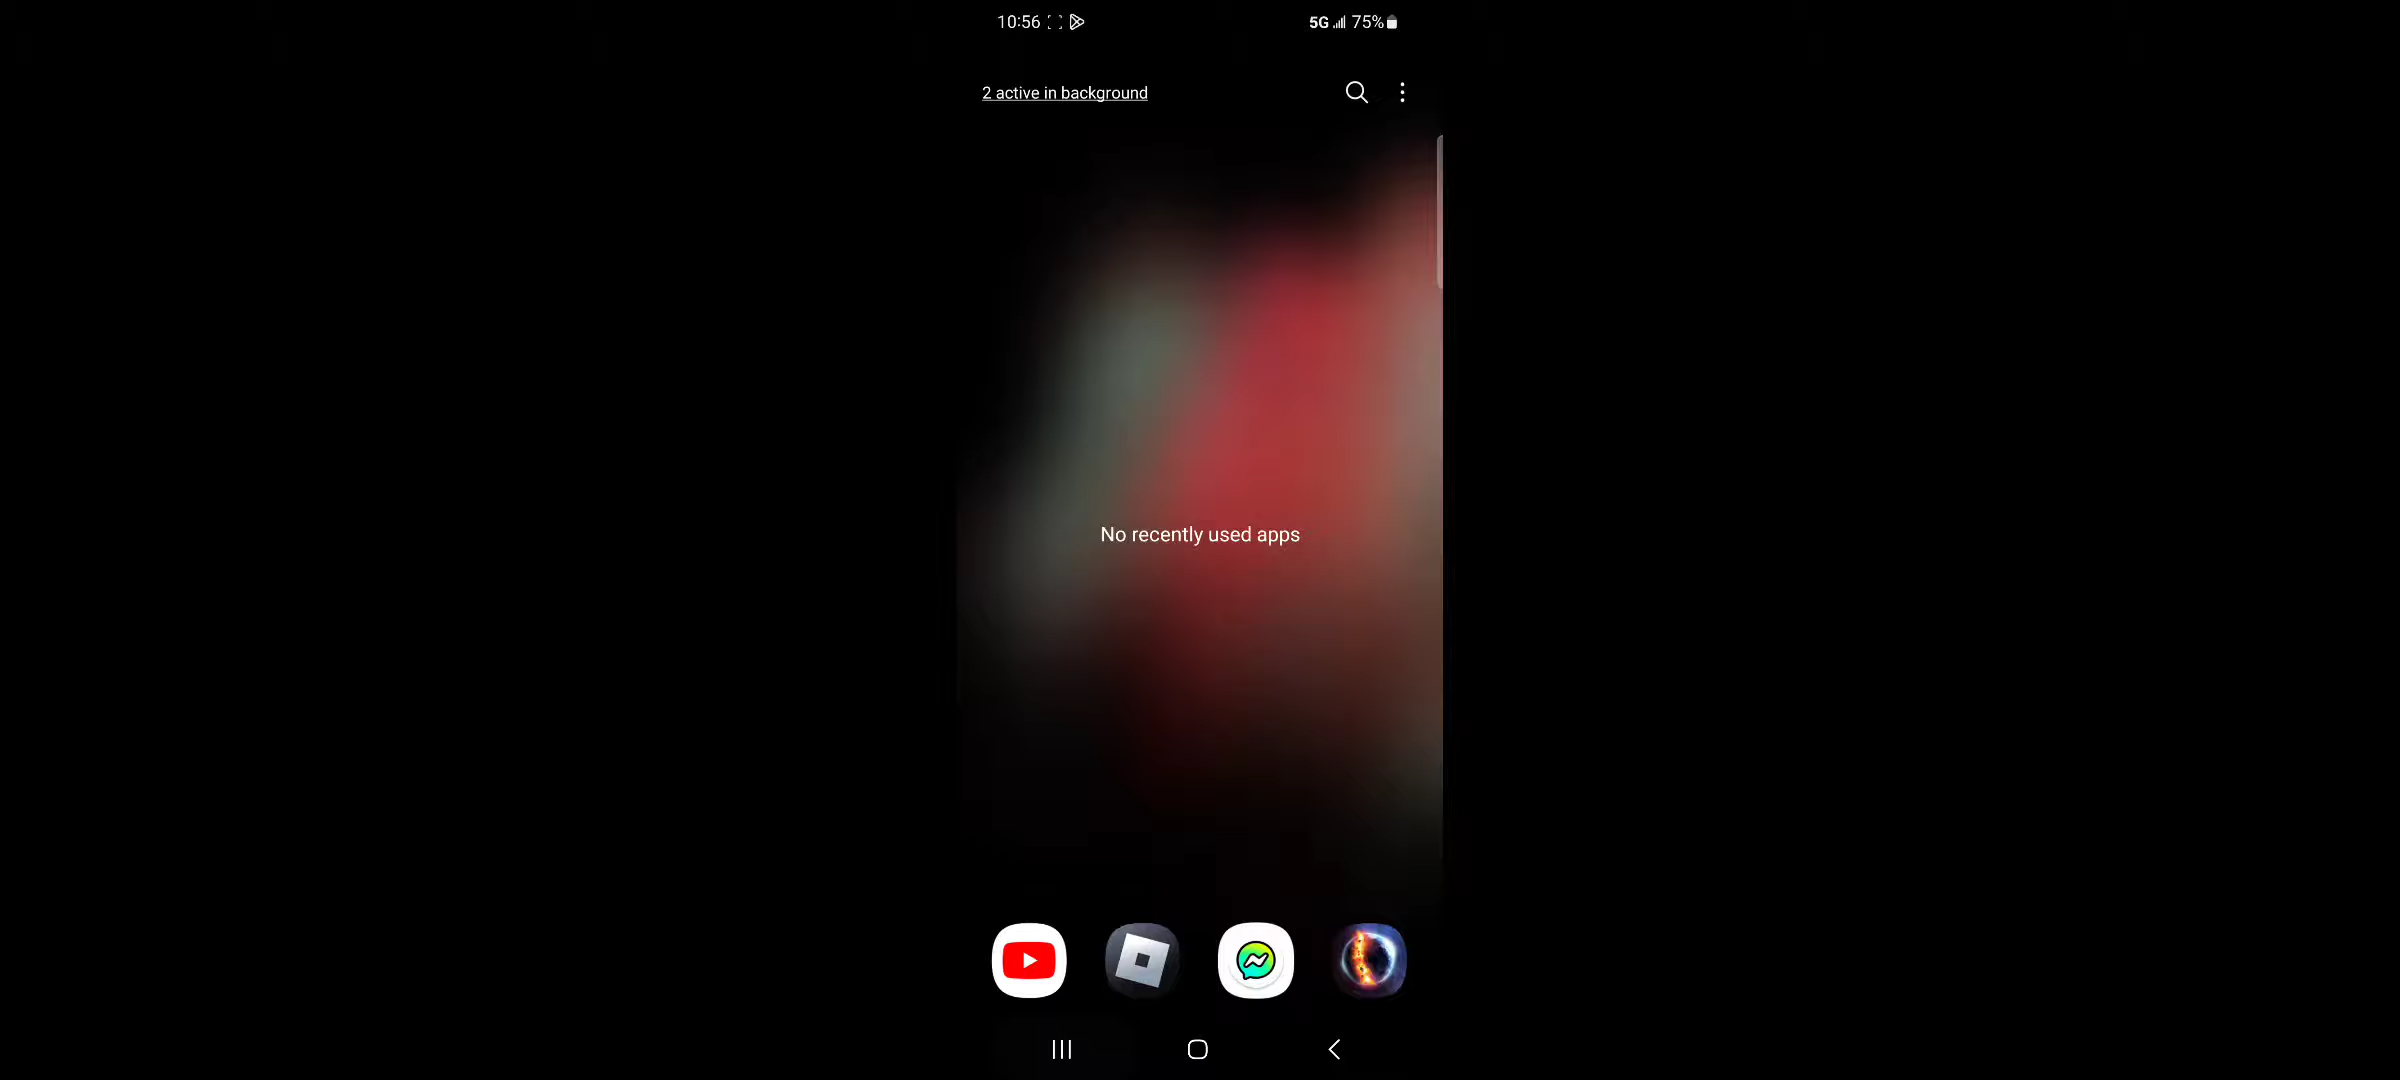 10:56
5G 75%
2 active in background
No recently used apps